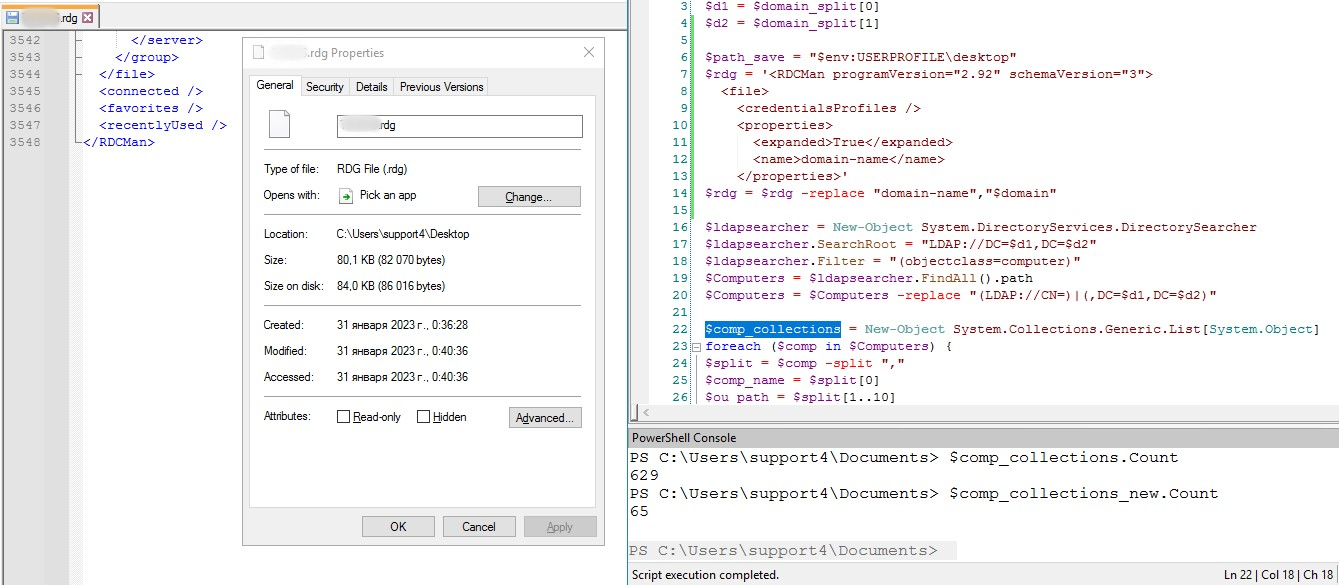 .rdg
3542 </server>
3543 </group>
3544 </file>
3545 <connected />
3546 <favorites />
3547 <recentlyUsed />
3548 </RDCMan>
.rdg Properties
General Security Details Previous Versions
.rdg
Type of file: RDG File (.rdg)
Opens with: Pick an app Change...
Location: C:\Users\support4\Desktop
Size: 80,1 KB (82 070 bytes)
Size on disk: 84,0 KB (86 016 bytes)
Created: 31 января 2023 г., 0:36:28
Modified: 31 января 2023 г., 0:40:36
Accessed: 31 января 2023 г., 0:40:36
Attributes: Read-only Hidden Advanced...
OK Cancel Apply
3 $d1 = $domain_split[0]
4 $d2 = $domain_split[1]
5
6 $path_save = "$env:USERPROFILE\desktop"
7 $rdg = '<RDCMan programVersion="2.92" schemaVersion="3">
8 <file>
9 <credentialsProfiles />
10 <properties>
11 <expanded>True</expanded>
12 <name>domain-name</name>
13 </properties>'
14 $rdg = $rdg -replace "domain-name","$domain"
15
16 $ldapsearcher = New-Object System.DirectoryServices.DirectorySearcher
17 $ldapsearcher.SearchRoot = "LDAP://DC=$d1,DC=$d2"
18 $ldapsearcher.Filter = "(objectclass=computer)"
19 $Computers = $ldapsearcher.FindAll().path
20 $Computers = $Computers -replace "(LDAP://CN=)|(,DC=$d1,DC=$d2)"
21
22 $comp_collections = New-Object System.Collections.Generic.List[System.Object]
23 foreach ($comp in $Computers) {
24 $split = $comp -split ","
25 $comp_name = $split[0]
26 $ou_path = $split[1..10]
PowerShell Console
PS C:\Users\support4\Documents> $comp_collections.Count
629
PS C:\Users\support4\Documents> $comp_collections_new.Count
65
PS C:\Users\support4\Documents>
Script execution completed. Ln 22 | Col 18 | Ch 18